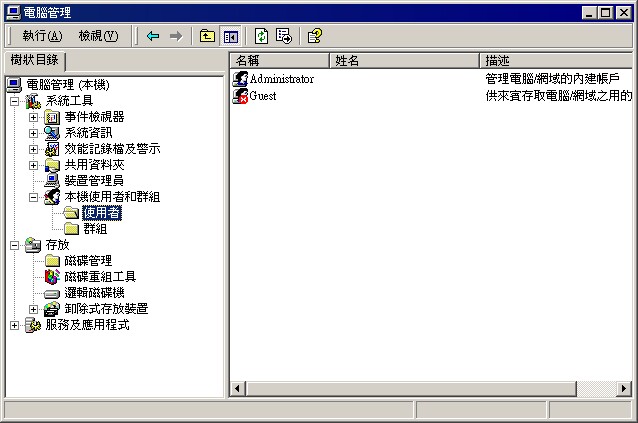 電腦管理
執行(A) 檢視(V)
樹狀目錄
名稱 姓名 描述
電腦管理 (本機)
系統工具
事件檢視器
系統資訊
效能記錄檔及警示
共用資料夾
裝置管理員
本機使用者和群組
使用者
群組
存放
磁碟管理
磁碟重組工具
邏輯磁碟機
卸除式存放裝置
服務及應用程式
Administrator 管理電腦/網域的內建帳戶
Guest 供來賓存取電腦/網域之用的